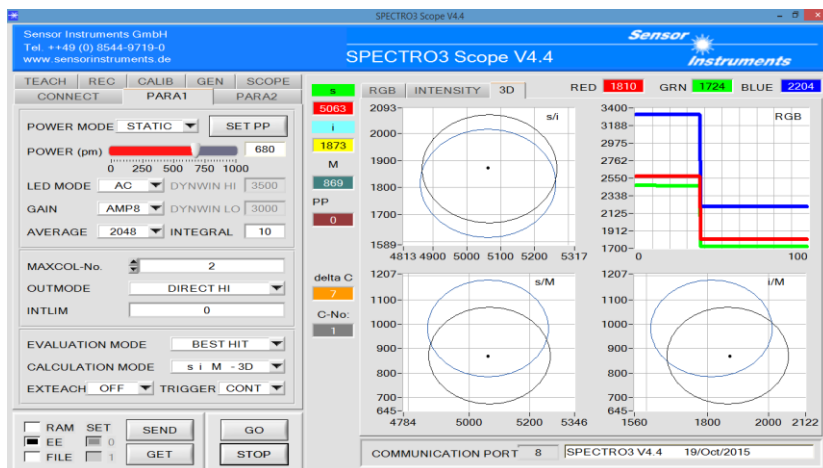 SPECTRO3 Scope V4.4
Sensor Instruments GmbH
Tel. ++49 (0) 8544-9719-0
www.sensorinstruments.de
SPECTRO3 Scope V4.4
Sensor Instruments
TEACH REC CALIB GEN SCOPE
CONNECT PARA1 PARA2
POWER MODE STATIC SET PP
POWER (pm) 680
0 250 500 750 1000
LED MODE AC DYNWIN HI 3500
GAIN AMP8 DYNWIN LO 3000
AVERAGE 2048 INTEGRAL 10
MAXCOL-No. 2
OUTMODE DIRECT HI
INTLIM 0
EVALUATION MODE BEST HIT
CALCULATION MODE s i M - 3D
EXTEACH OFF TRIGGER CONT
RAM SET SEND GO
EE 0
FILE 1 GET STOP
s
5063
i
1873
M
869
PP
0
delta C
7
C-No:
1
RGB INTENSITY 3D RED 1810 GRN 1724 BLUE 2204
s/i
2093-
2000-
1900-
1800-
1700-
1589-
4813 4900 5000 5100 5200 5317
RGB
3400-
3188-
2975-
2762-
2550-
2338-
2125-
1912-
1700-
0 100
s/M
1207-
1100-
1000-
900-
800-
700-
645-
4784 5000 5200 5346
i/M
1207-
1100-
1000-
900-
800-
700-
645-
1560 1800 2000 2122
COMMUNICATION PORT 8 SPECTRO3 V4.4 19/Oct/2015